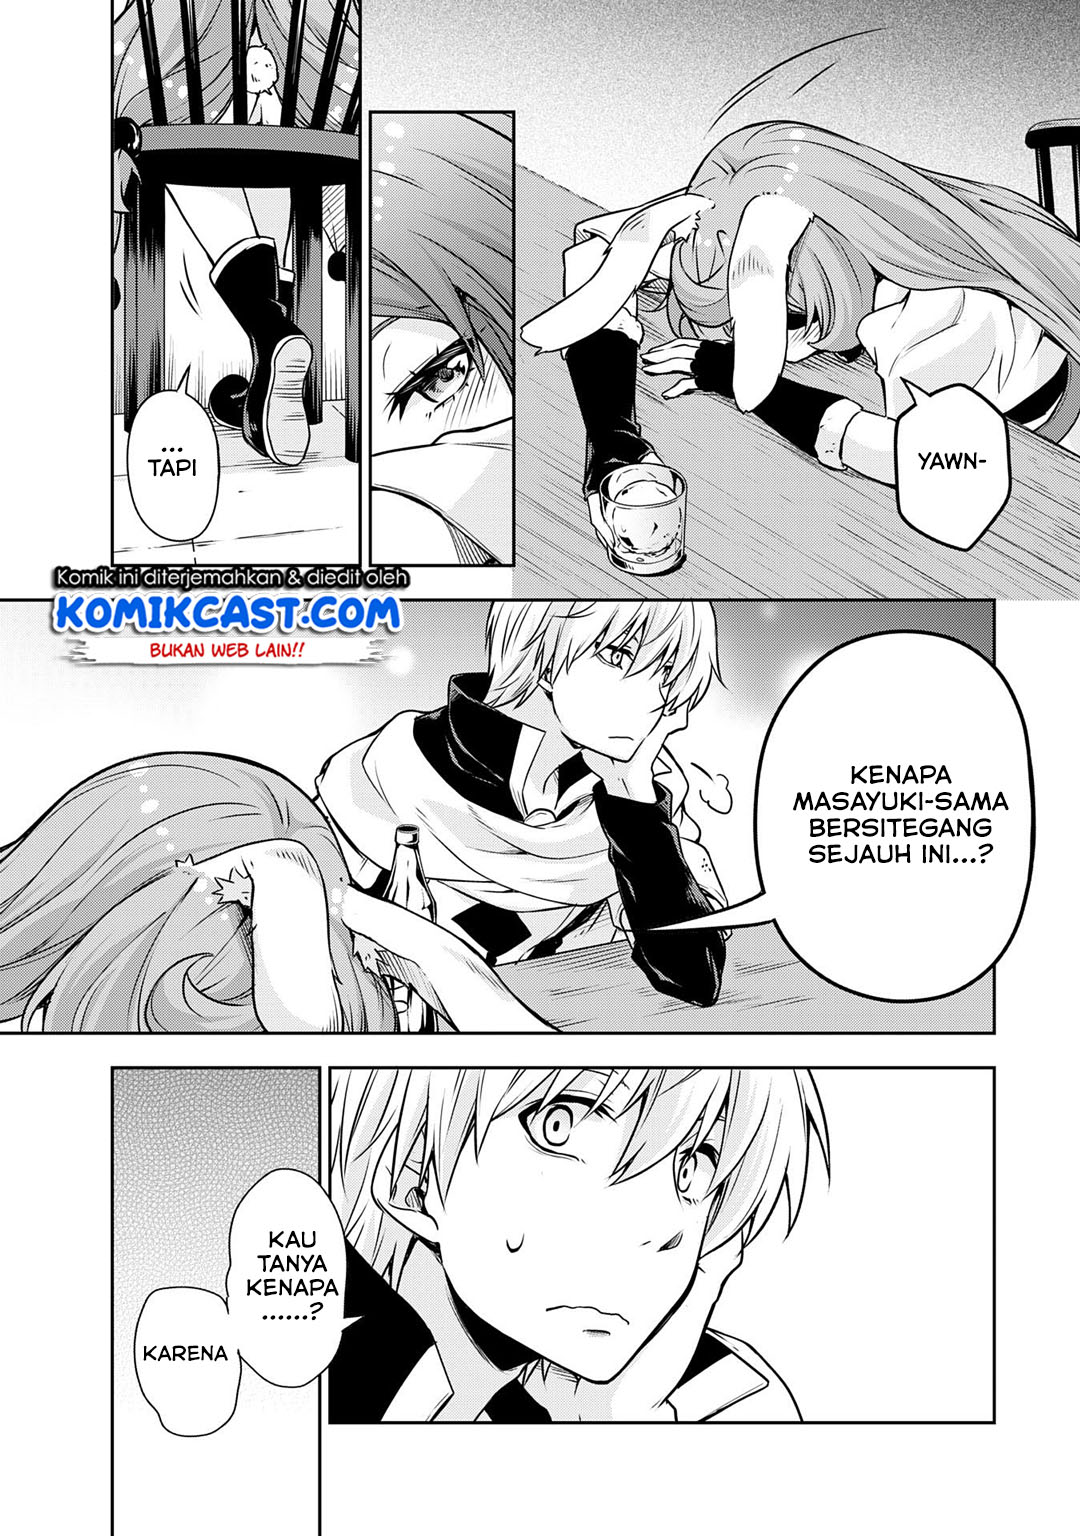 YAWN-
...
TAPI
Komik ini diterjemahkan & diedit oleh
KOMIKCAST.COM
BUKAN WEB LAIN!!
KENAPA
MASAYUKI-SAMA
BERSITEGANG
SEJAUH INI...?
KAU
TANYA
KENAPA
......?
KARENA